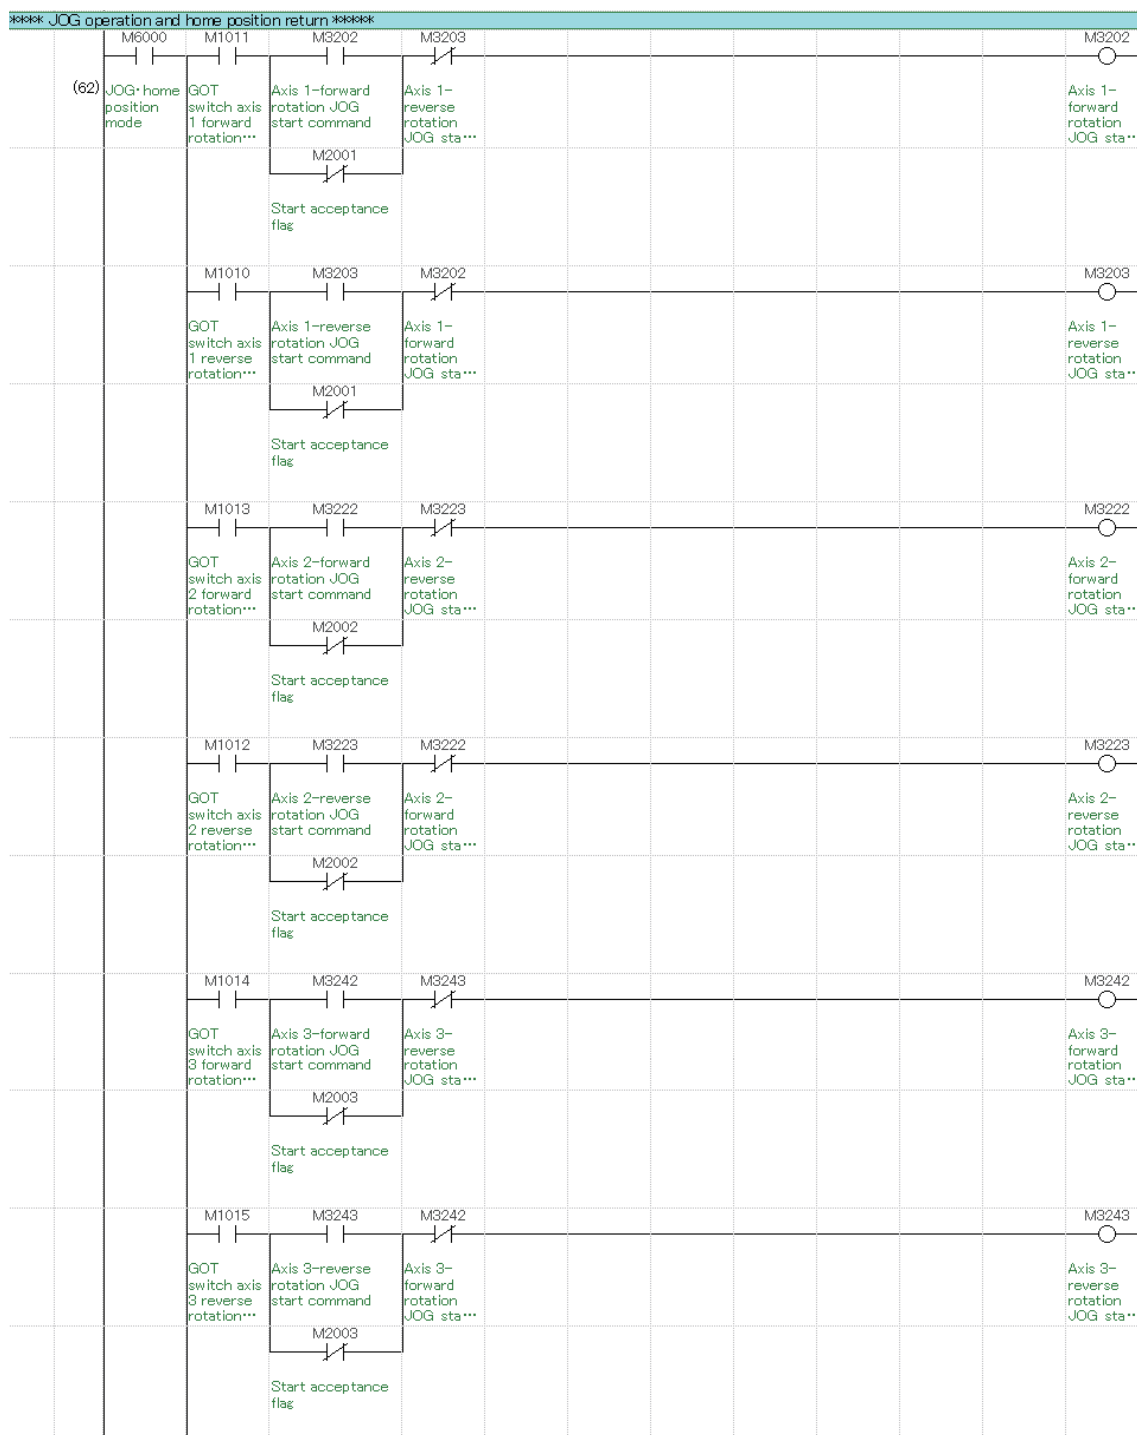 ***** JOG operation and home position return *****
M6000 M1011 M3202 M3203 M3202
(62)
JOG・home position mode
GOT switch axis 1 forward rotation…
Axis 1-forward rotation JOG start command
Axis 1-reverse rotation JOG sta…
Axis 1-forward rotation JOG sta…
M2001
Start acceptance flag
M1010 M3203 M3202 M3203
GOT switch axis 1 reverse rotation…
Axis 1-reverse rotation JOG start command
Axis 1-forward rotation JOG sta…
Axis 1-reverse rotation JOG sta…
M2001
Start acceptance flag
M1013 M3222 M3223 M3222
GOT switch axis 2 forward rotation…
Axis 2-forward rotation JOG start command
Axis 2-reverse rotation JOG sta…
Axis 2-forward rotation JOG sta…
M2002
Start acceptance flag
M1012 M3223 M3222 M3223
GOT switch axis 2 reverse rotation…
Axis 2-reverse rotation JOG start command
Axis 2-forward rotation JOG sta…
Axis 2-reverse rotation JOG sta…
M2002
Start acceptance flag
M1014 M3242 M3243 M3242
GOT switch axis 3 forward rotation…
Axis 3-forward rotation JOG start command
Axis 3-reverse rotation JOG sta…
Axis 3-forward rotation JOG sta…
M2003
Start acceptance flag
M1015 M3243 M3242 M3243
GOT switch axis 3 reverse rotation…
Axis 3-reverse rotation JOG start command
Axis 3-forward rotation JOG sta…
Axis 3-reverse rotation JOG sta…
M2003
Start acceptance flag